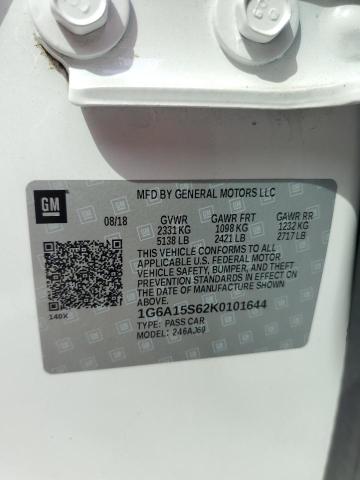 GM
MFD BY GENERAL MOTORS LLC
08/18 GVWR GAWR FRT GAWR RR
2331 KG 1098 KG 1232 KG
5138 LB 2421 LB 2717 LB
THIS VEHICLE CONFORMS TO ALL
APPLICABLE U.S. FEDERAL MOTOR
VEHICLE SAFETY, BUMPER, AND THEFT
PREVENTION STANDARDS IN EFFECT ON
THE DATE OF MANUFACTURE SHOWN
ABOVE.
1G6A15S62K0101644
TYPE: PASS CAR
MODEL: 246AJ69
140X